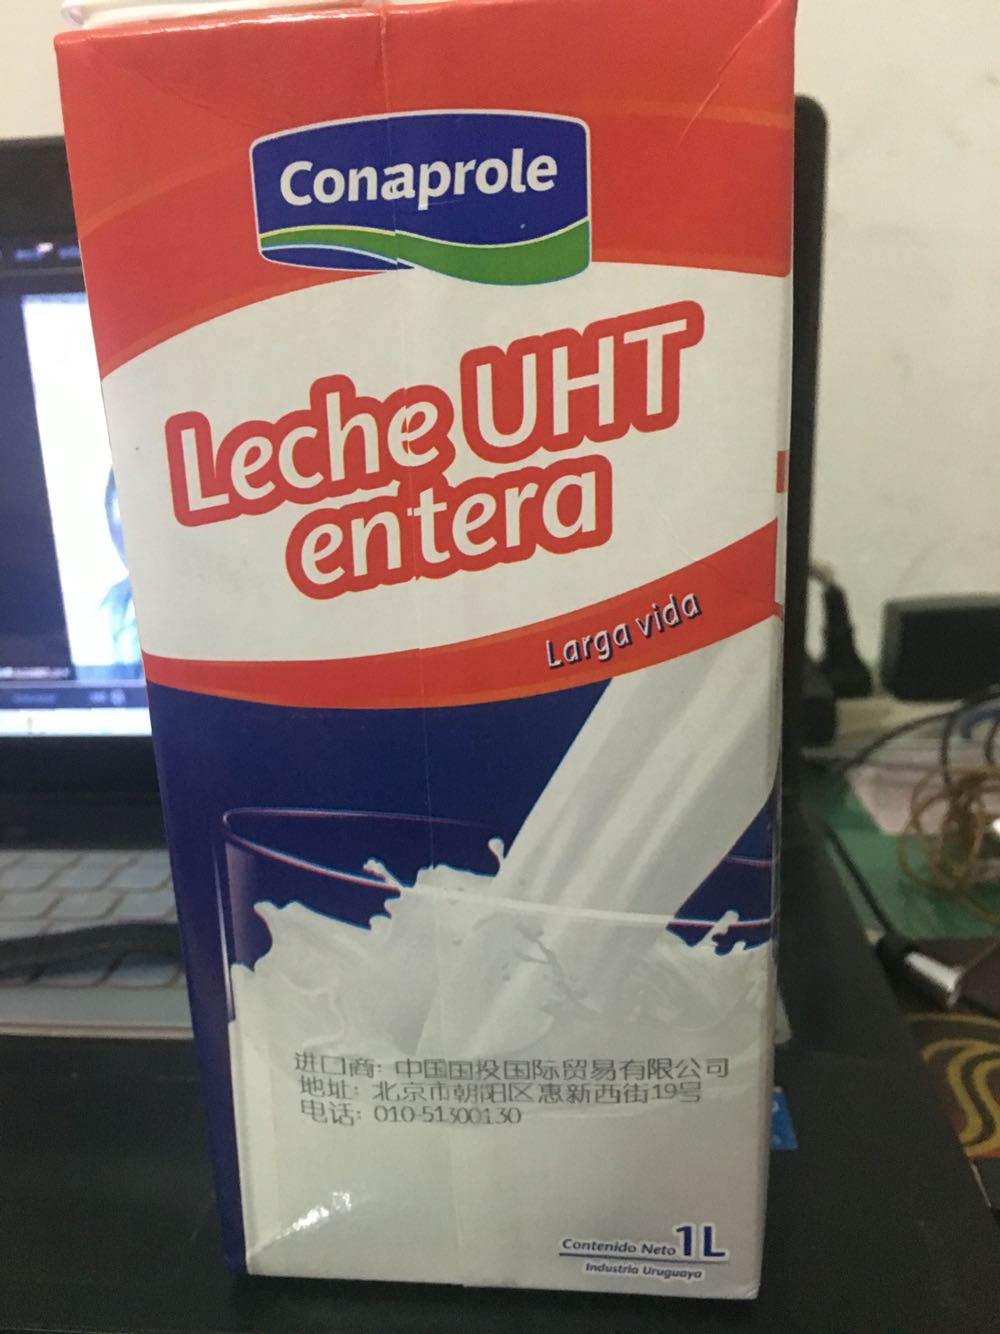 Conaprole
Leche UHT
entera
Larga vida
进口商: 中国国投国际贸易有限公司
地址: 北京市朝阳区惠新西街19号
电话: 010-51300130
Contenido Neto 1L
Industria Uruguaya